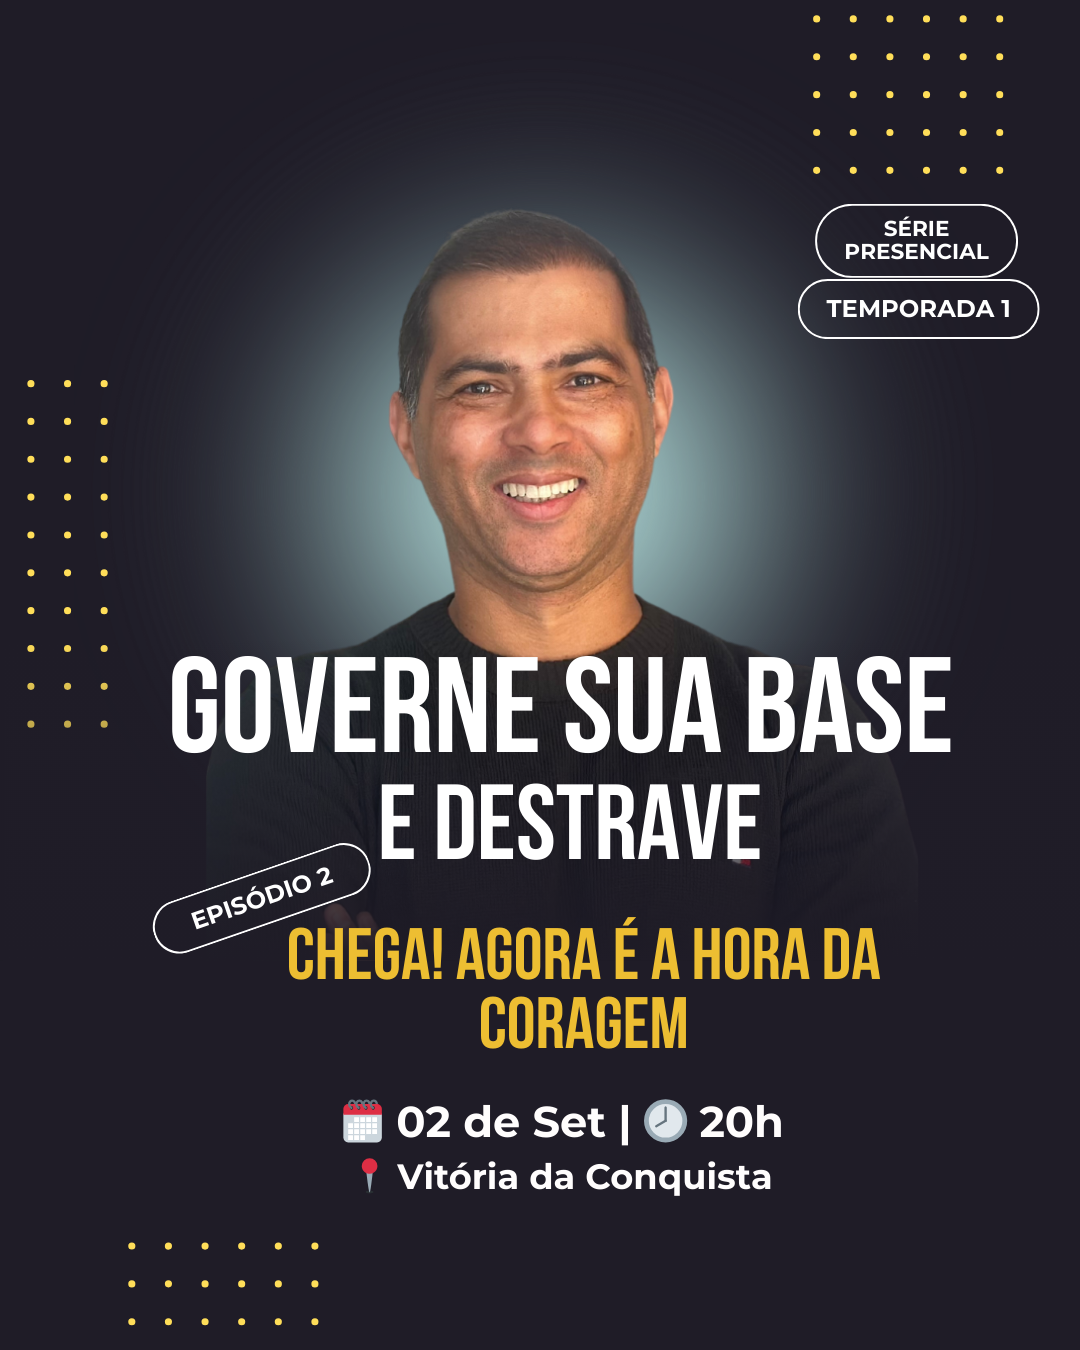 SÉRIE
PRESENCIAL
TEMPORADA 1
GOVERNE SUA BASE
E DESTRAVE
EPISÓDIO 2
CHEGA! AGORA É A HORA DA
CORAGEM
02 de Set | 20h
Vitória da Conquista